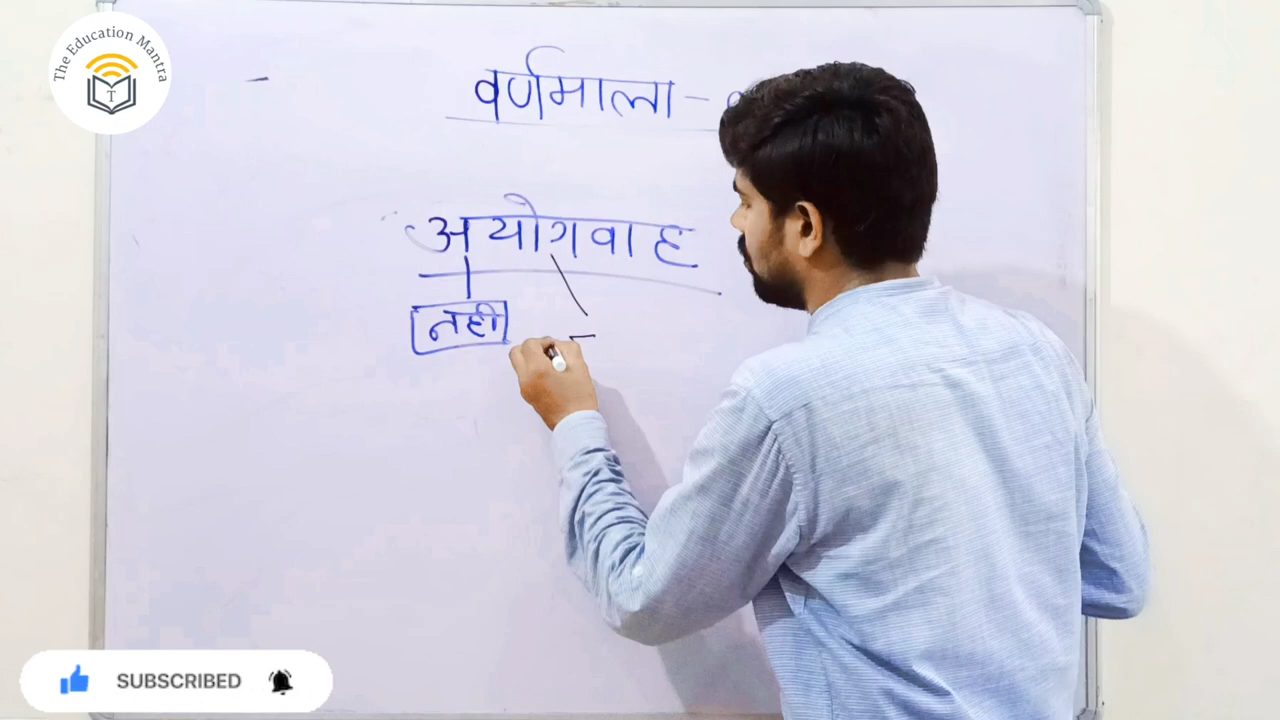 The Education Mantra
T
वर्णमाला -
अयोगवाह
नहीं
SUBSCRIBED